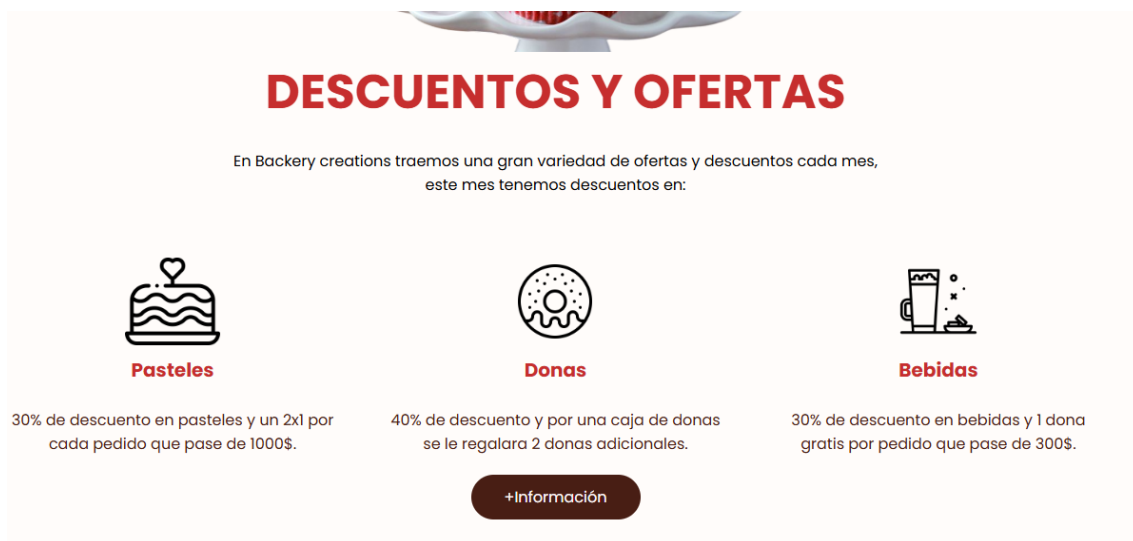 DESCUENTOS Y OFERTAS
En Backery creations traemos una gran variedad de ofertas y descuentos cada mes,
este mes tenemos descuentos en:
Pasteles
30% de descuento en pasteles y un 2x1 por
cada pedido que pase de 1000$.
Donas
40% de descuento y por una caja de donas
se le regalara 2 donas adicionales.
Bebidas
30% de descuento en bebidas y 1 dona
gratis por pedido que pase de 300$.
+Información